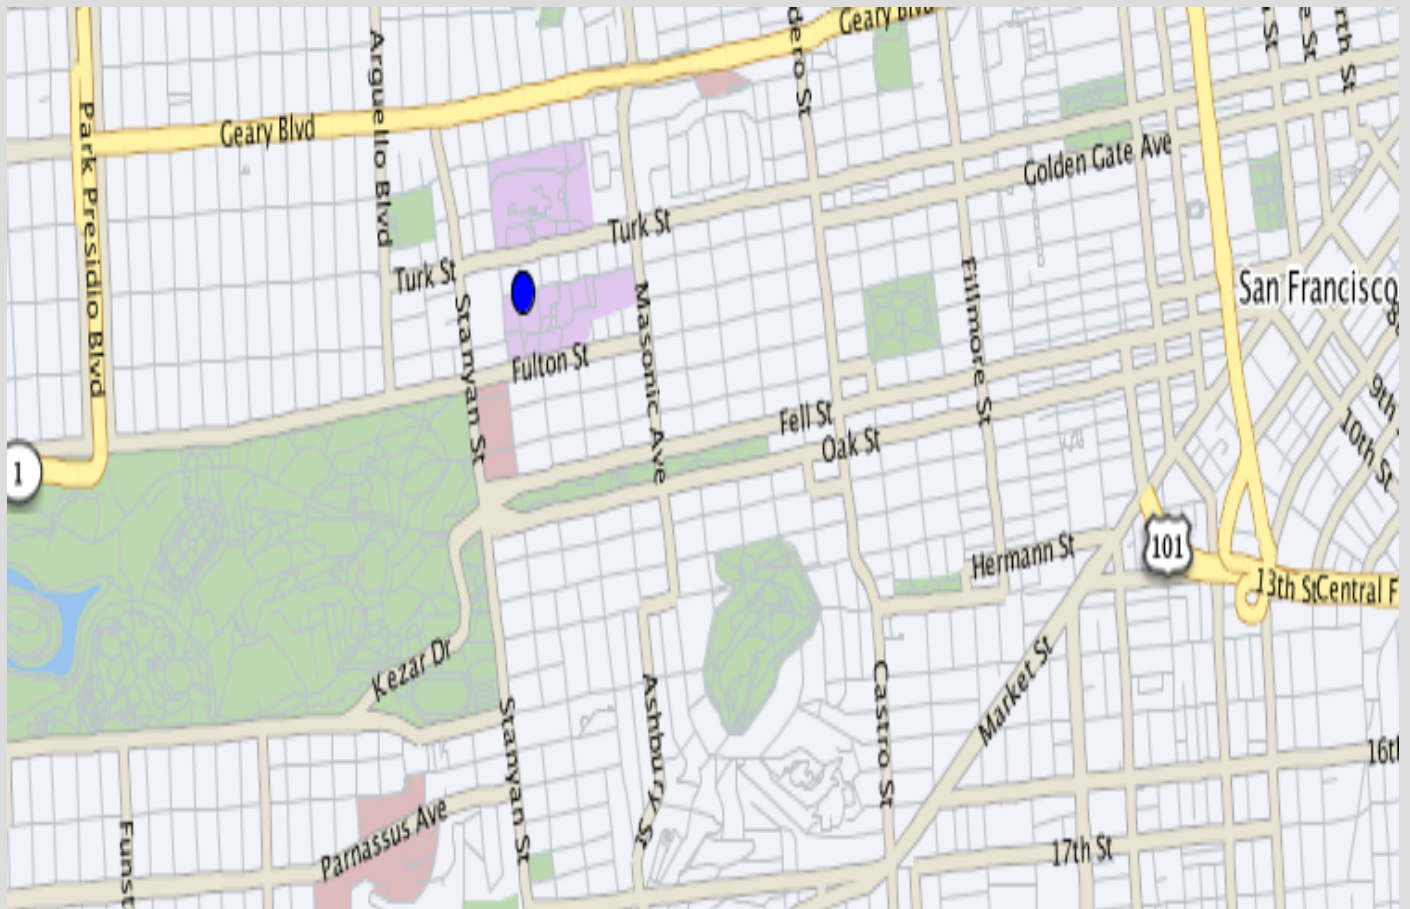 Geary Blvd
Arguello Blvd
Park Presidio Blvd
Geary Blvd
Golden Gate Ave
Turk St
Turk St
San Francisco
Stanyan St
Masonic Ave
Fillmore St
Fulton St
9th
10th St
Fell St
Oak St
1
101
Hermann St
13th St
Central F
Kezar Dr
Market St
Castro St
Ashbury St
Stanyan St
16th
Parnassus Ave
17th St
Funst